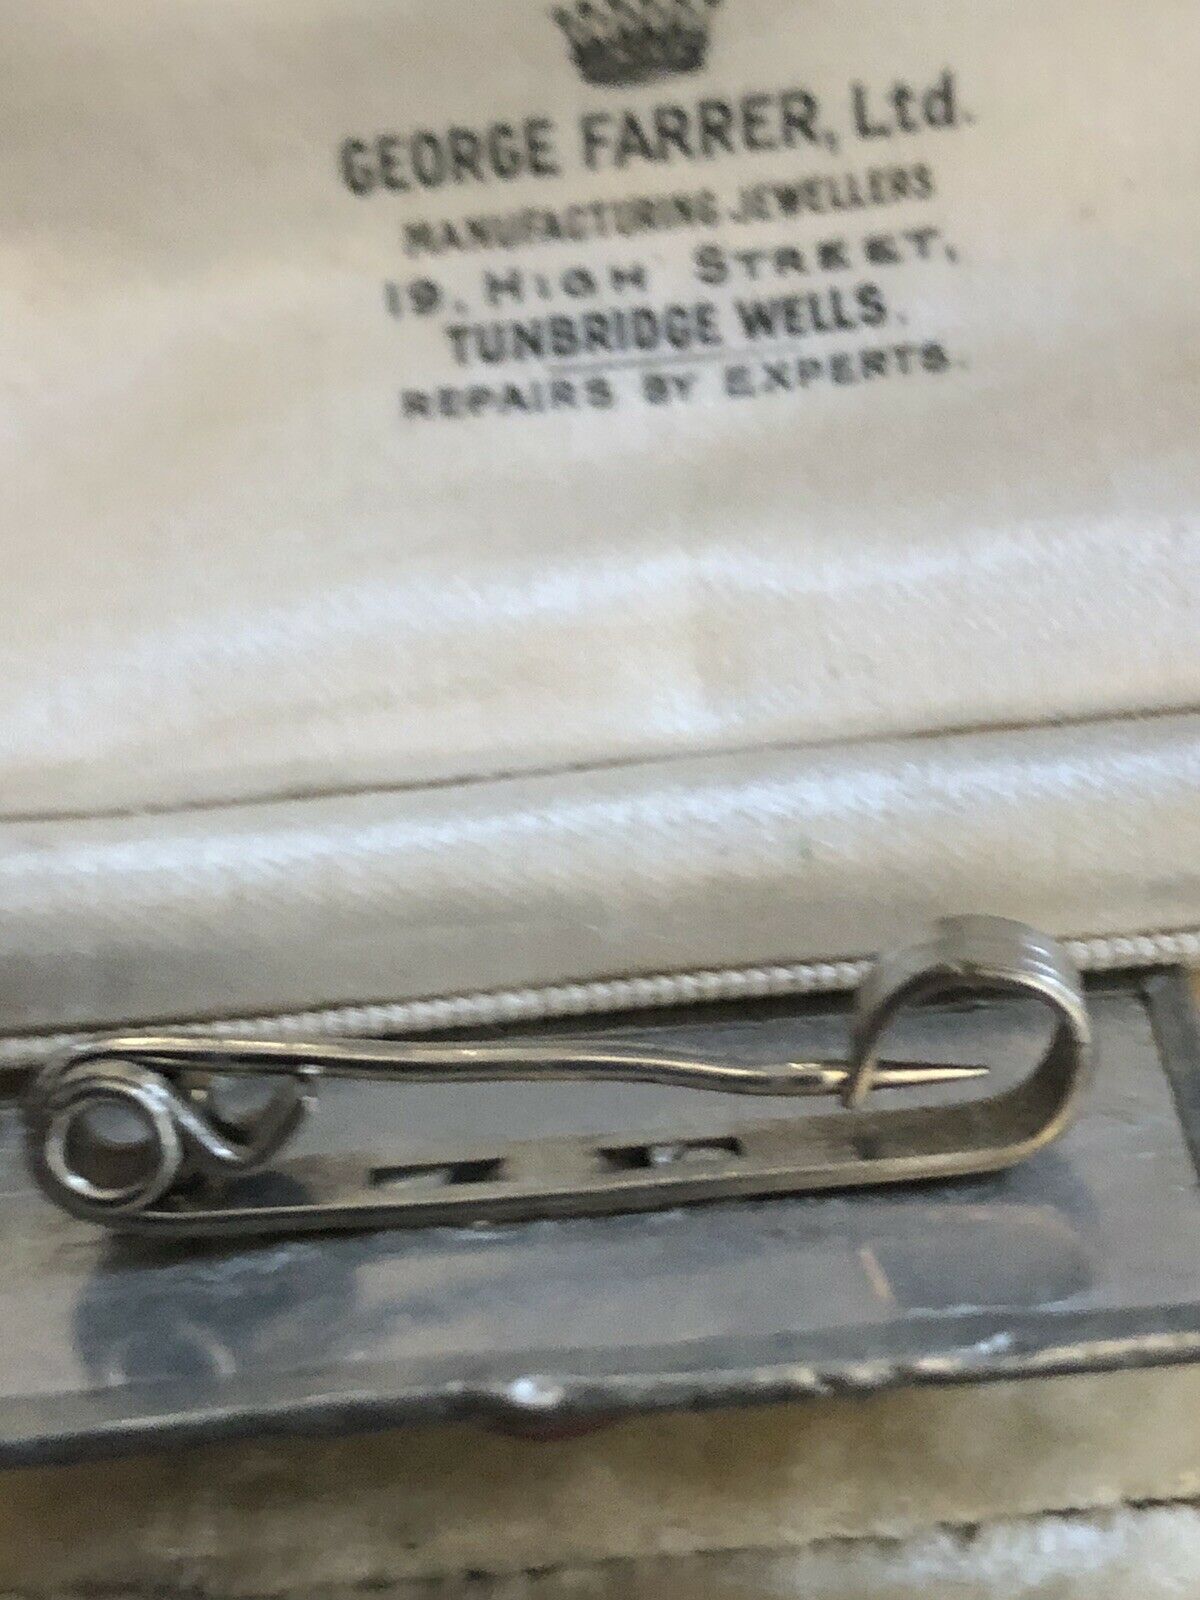 GEORGE FARRER, Ltd.
MANUFACTURING JEWELLERS
19, HIGH STREET,
TUNBRIDGE WELLS.
REPAIRS BY EXPERTS.